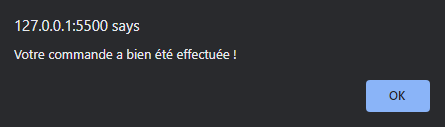 127.0.0.1:5500 says
Votre commande a bien été effectuée !
OK